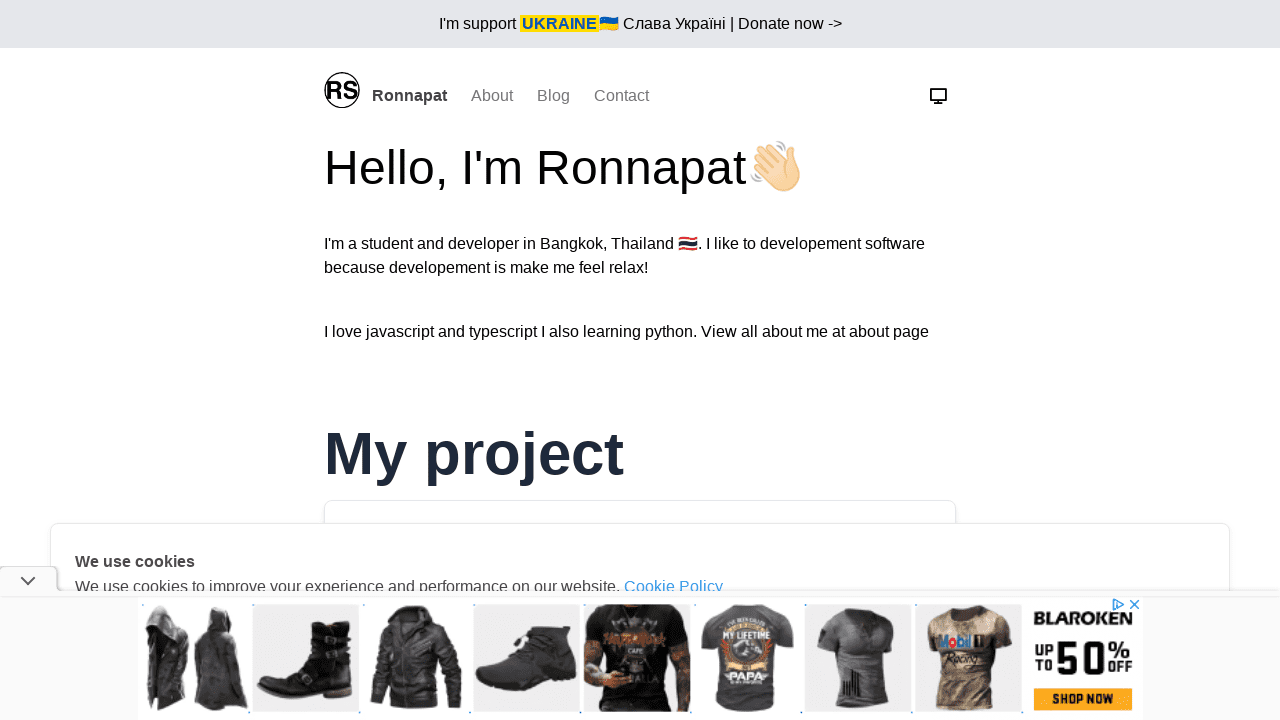 I'm support UKRAINE🇺🇦 Слава Україні | Donate now ->
RS Ronnapat About Blog Contact
Hello, I'm Ronnapat👋🏻
I'm a student and developer in Bangkok, Thailand 🇹🇭. I like to developement software
because developement is make me feel relax!
I love javascript and typescript I also learning python. View all about me at about page
My project
We use cookies
We use cookies to improve your experience and performance on our website. Cookie Policy
BLAROKEN
UP TO 50% OFF
SHOP NOW
MY LIFETIME
PAPA
Mobil 1
Racing